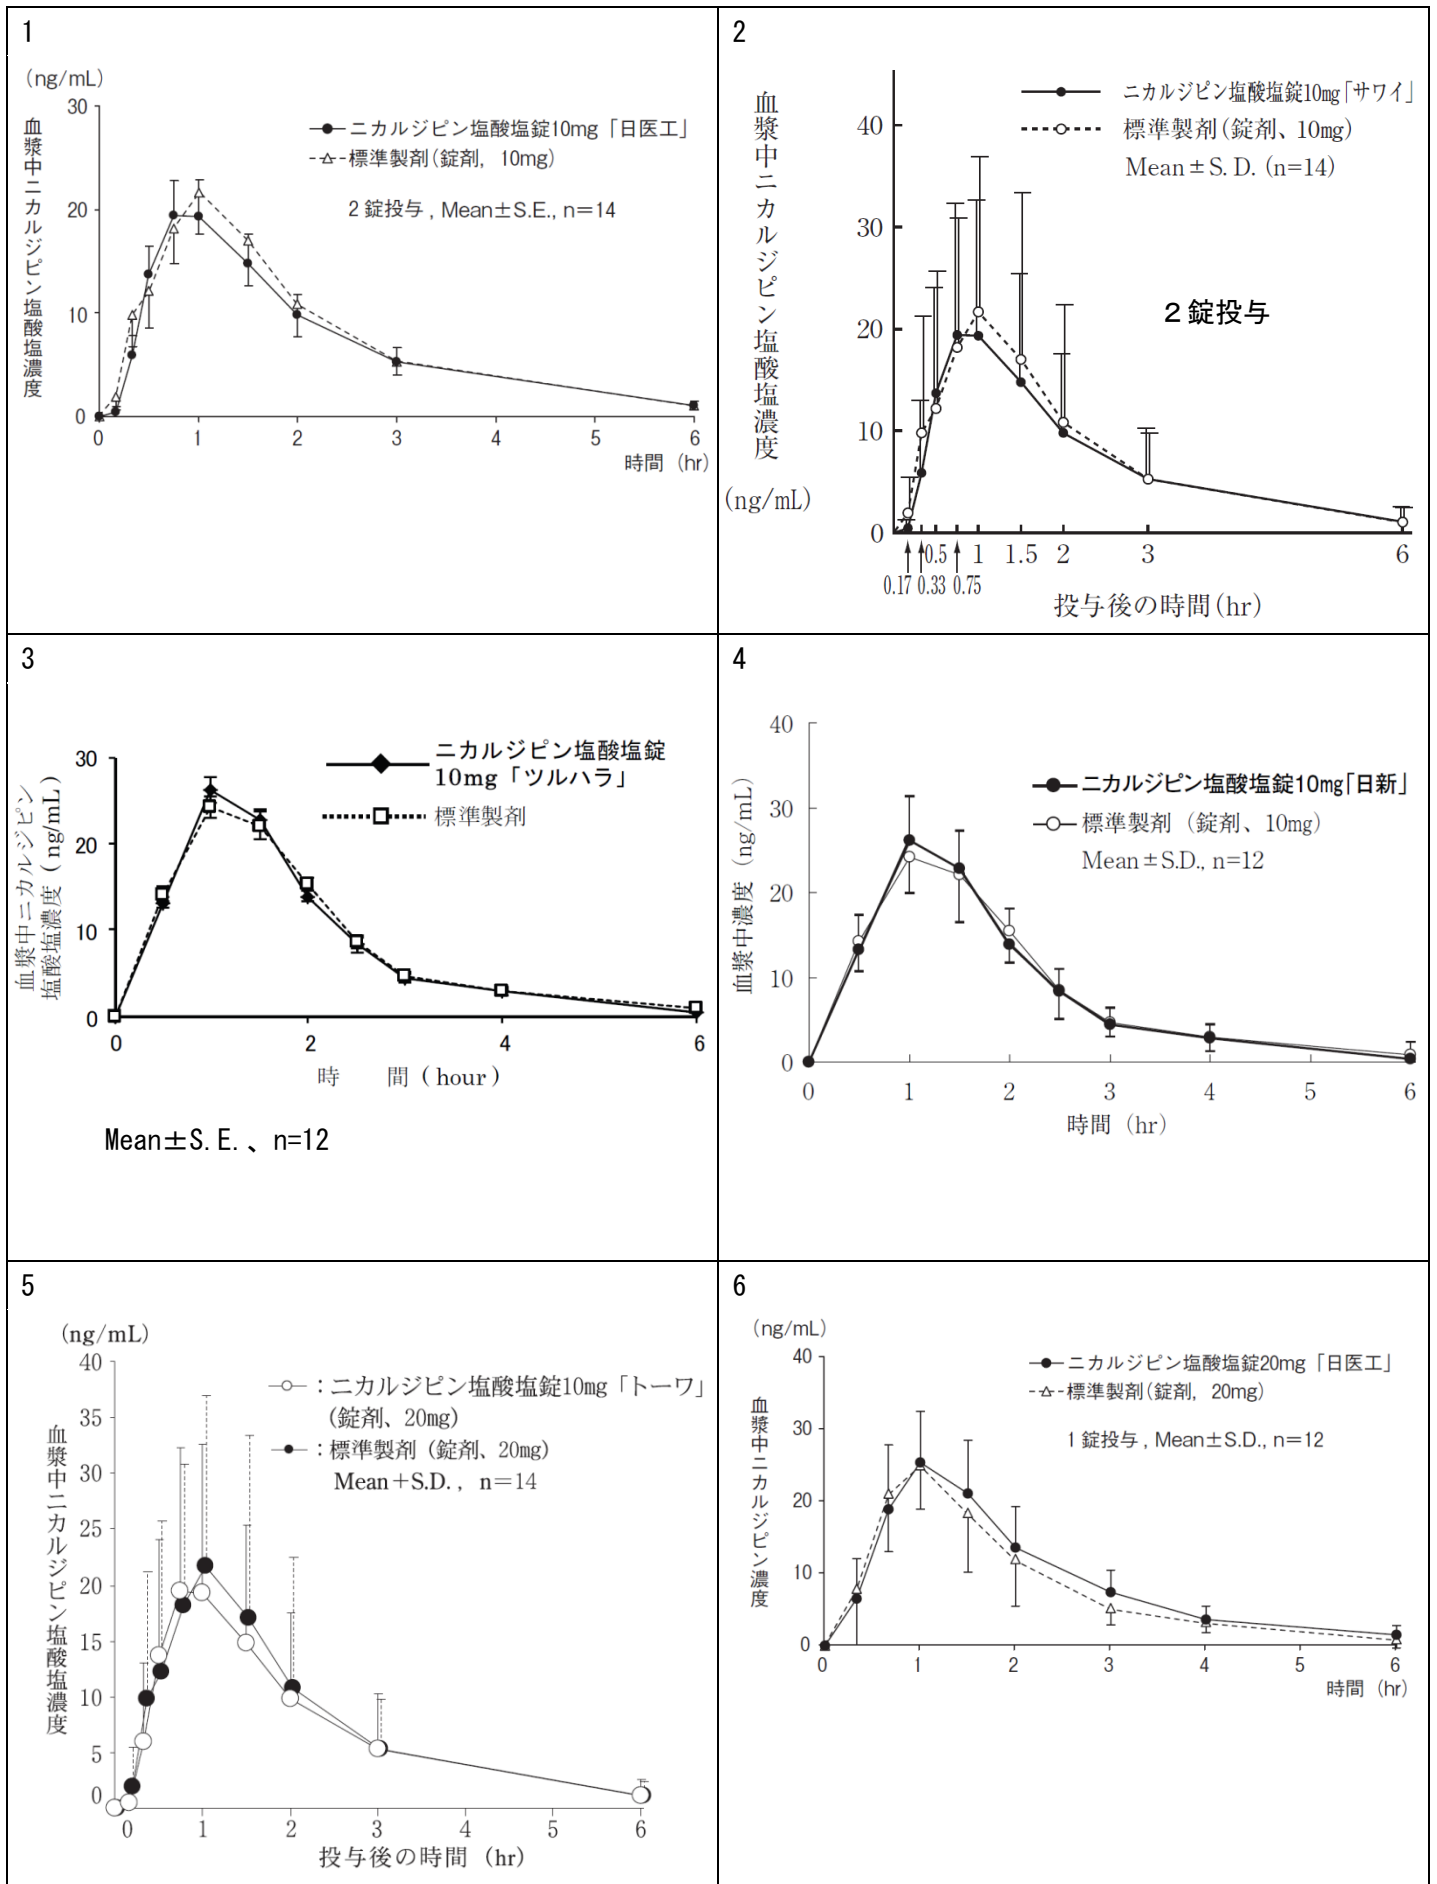 1
(ng/mL)
血漿中ニカルジピン塩酸塩濃度
30
20
10
0
ニカルジピン塩酸塩錠10mg「日医工」
標準製剤(錠剤, 10mg)
2錠投与 , Mean±S.E., n=14
0 1 2 3 4 5 6
時間 (hr)
2
血漿中ニカルジピン塩酸塩濃度
(ng/mL)
40
30
20
10
0
ニカルジピン塩酸塩錠10mg「サワイ」
標準製剤(錠剤、10mg)
Mean±S.D. (n=14)
2錠投与
0.5 1 1.5 2 3 6
0.17 0.33 0.75
投与後の時間(hr)
3
血漿中ニカルジピン
塩酸塩濃度(ng/mL)
30
20
10
0
ニカルジピン塩酸塩錠
10mg「ツルハラ」
標準製剤
0 2 4 6
時 間(hour)
Mean±S.E.、n=12
4
血漿中濃度 (ng/mL)
40
30
20
10
0
ニカルジピン塩酸塩錠10mg「日新」
標準製剤(錠剤、10mg)
Mean±S.D., n=12
0 1 2 3 4 5 6
時間 (hr)
5
(ng/mL)
血漿中ニカルジピン塩酸塩濃度
40
35
30
25
20
15
10
5
0
:ニカルジピン塩酸塩錠10mg「トーワ」
(錠剤、20mg)
:標準製剤(錠剤、20mg)
Mean+S.D., n=14
0 1 2 3 4 5 6
投与後の時間 (hr)
6
(ng/mL)
血漿中ニカルジピン濃度
40
30
20
10
0
ニカルジピン塩酸塩錠20mg「日医工」
標準製剤(錠剤, 20mg)
1錠投与 , Mean±S.D., n=12
0 1 2 3 4 5 6
時間 (hr)